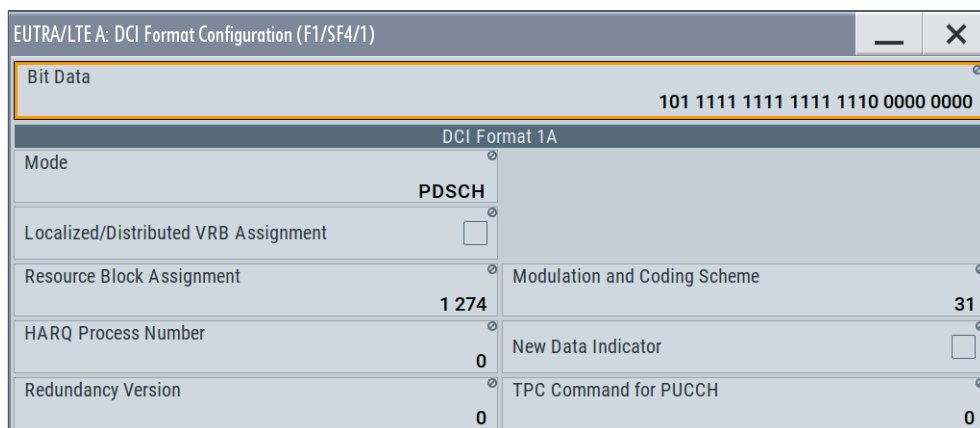 EUTRA/LTE A: DCI Format Configuration (F1/SF4/1)
Bit Data
101 1111 1111 1111 1110 0000 0000
DCI Format 1A
Mode
PDSCH
Localized/Distributed VRB Assignment
Resource Block Assignment
1 274
Modulation and Coding Scheme
31
HARQ Process Number
0
New Data Indicator
Redundancy Version
0
TPC Command for PUCCH
0